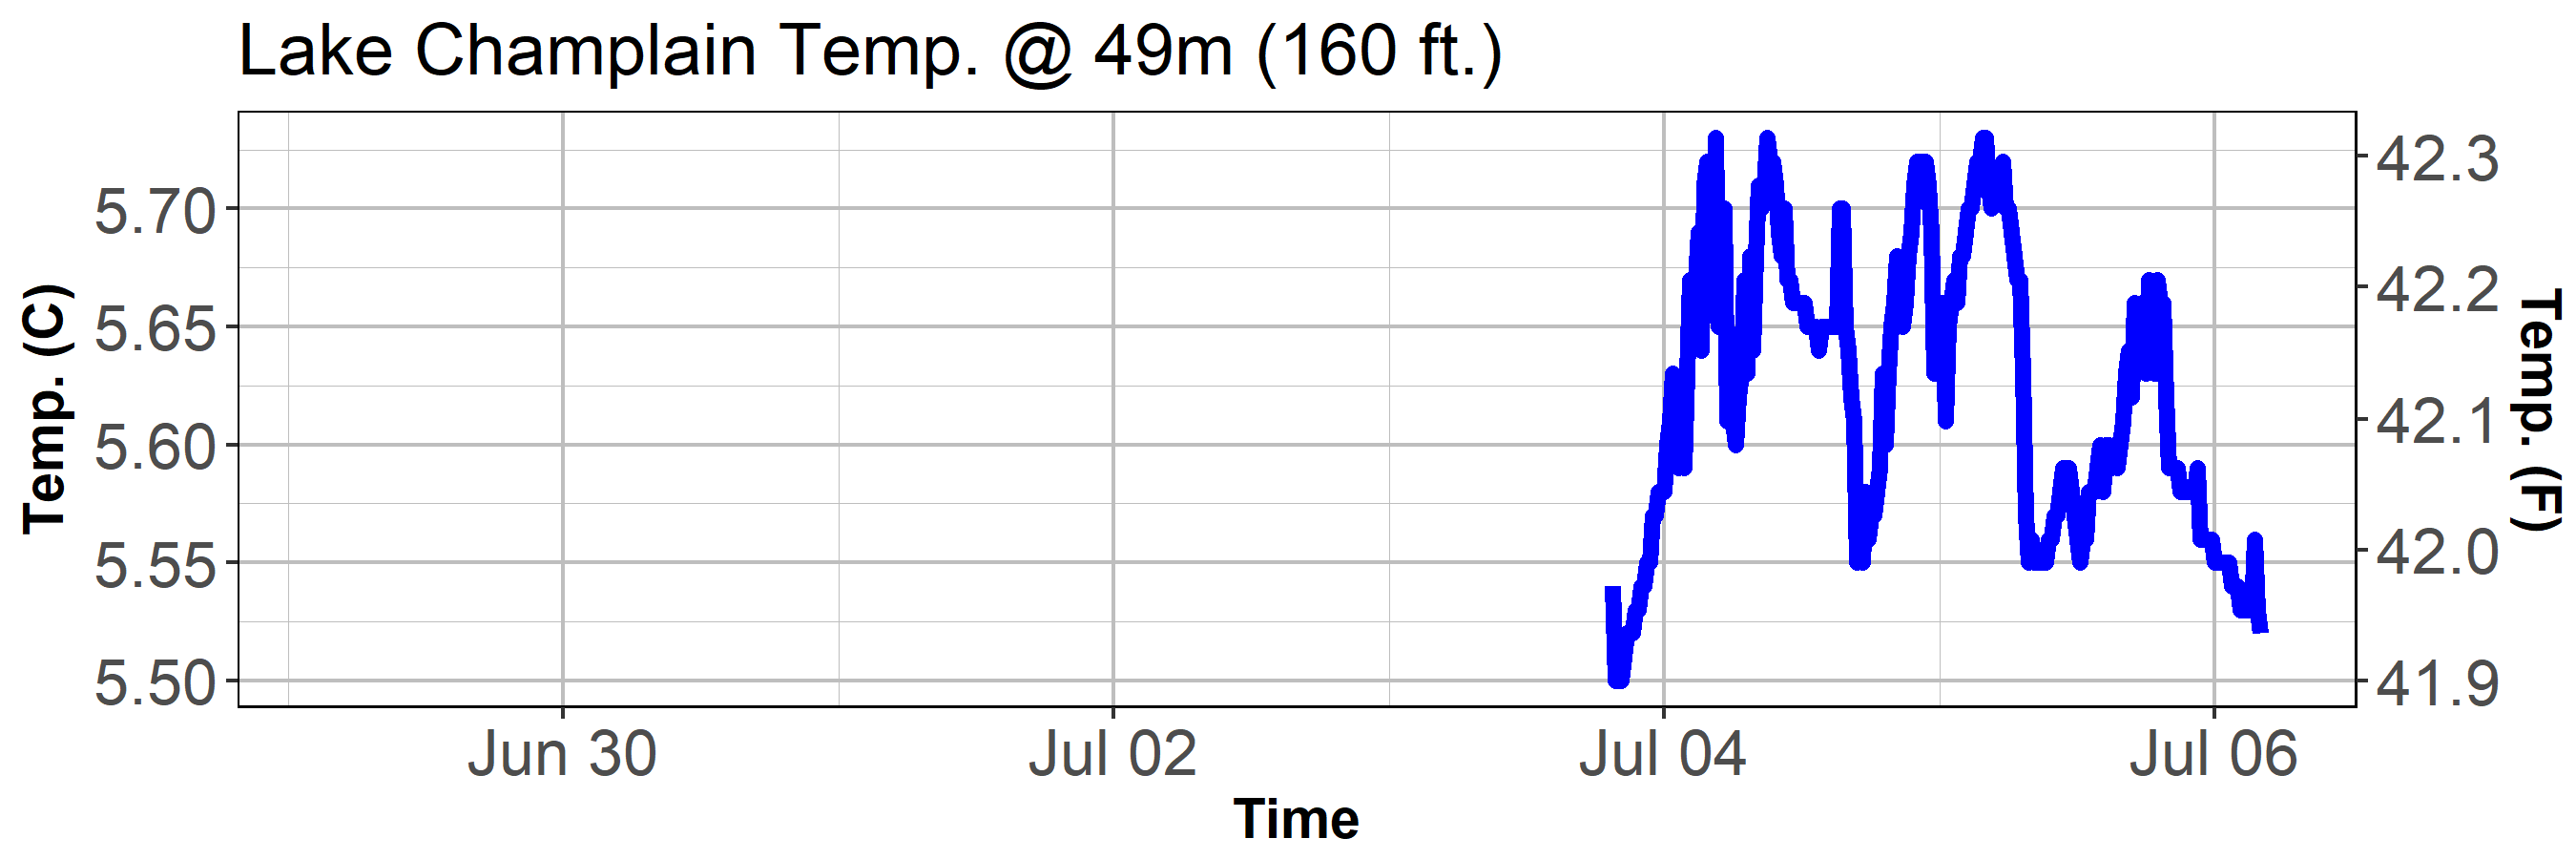 Lake Champlain Temp. @ 49m (160 ft.)
Temp. (C)
5.70
5.65
5.60
5.55
5.50
42.3
42.2
42.1
42.0
41.9
Temp. (F)
Jun 30
Jul 02
Jul 04
Jul 06
Time